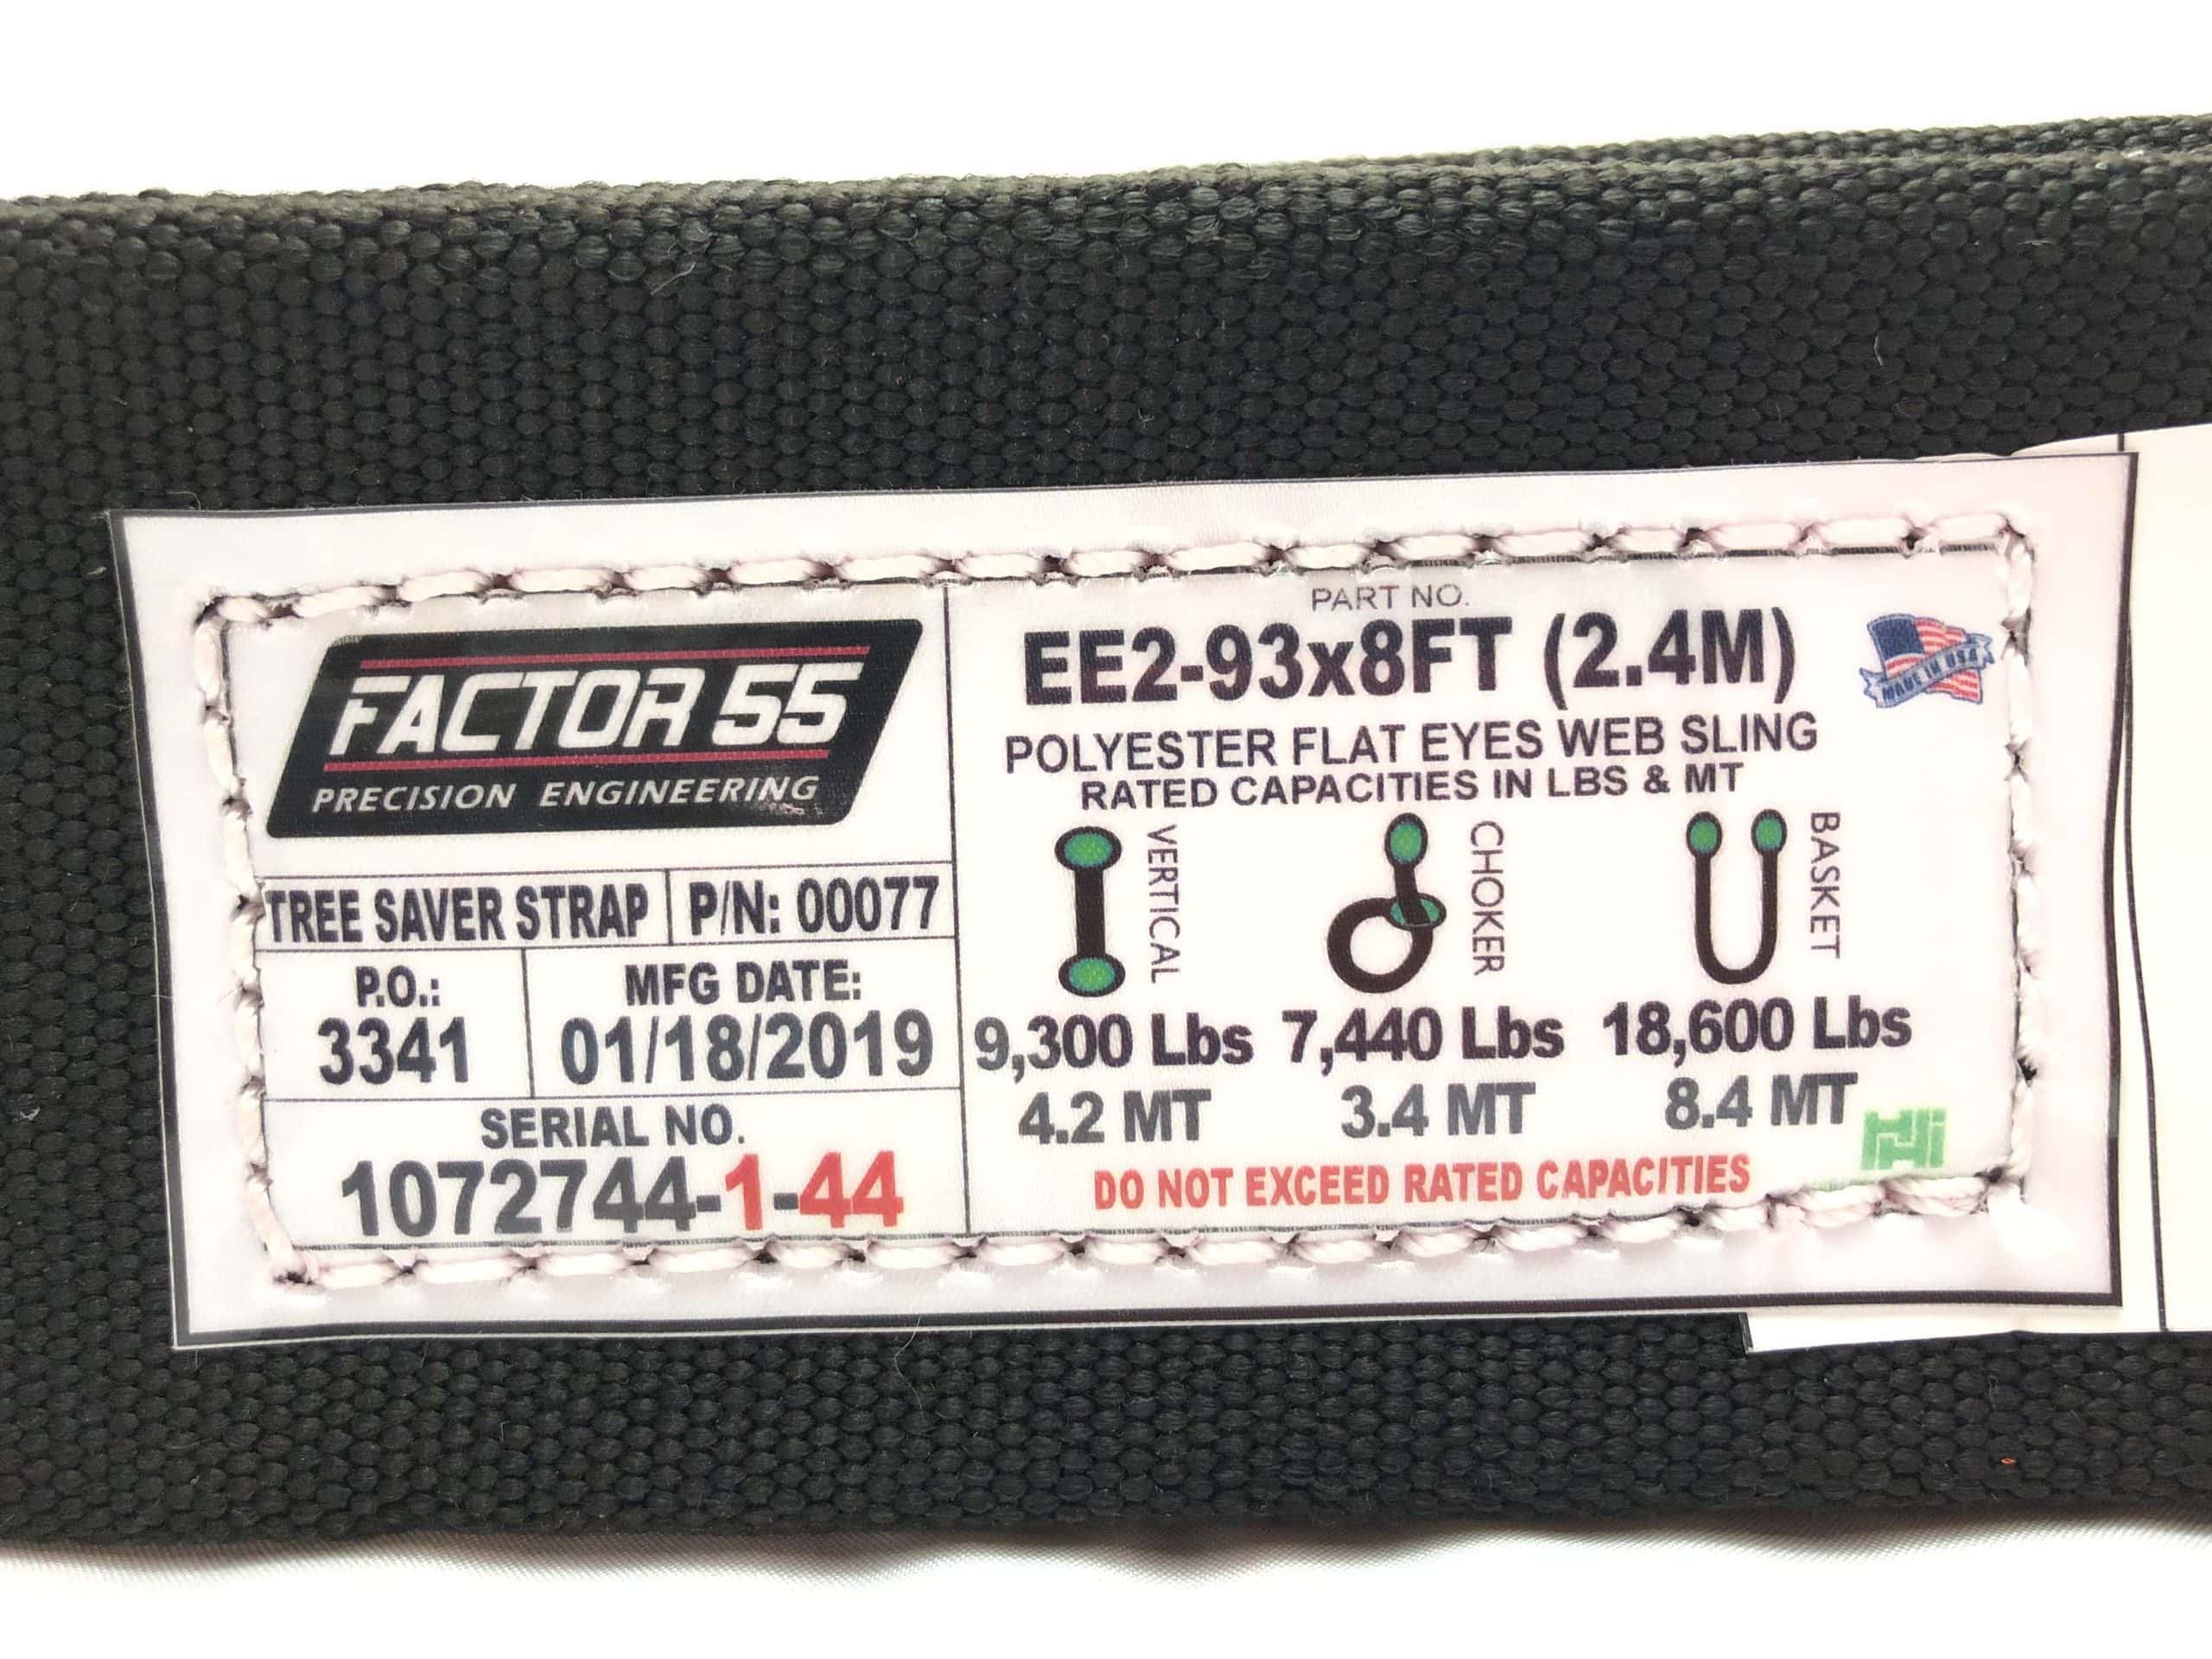 FACTOR 55
PRECISION ENGINEERING
TREE SAVER STRAP
P/N: 00077
P.O.:
3341
MFG DATE:
01/18/2019
SERIAL NO.
1072744-1-44
PART NO.
EE2-93x8FT (2.4M)
MADE IN USA
POLYESTER FLAT EYES WEB SLING
RATED CAPACITIES IN LBS & MT
VERTICAL
CHOKER
BASKET
9,300 Lbs 7,440 Lbs 18,600 Lbs
4.2 MT 3.4 MT 8.4 MT
HHi
DO NOT EXCEED RATED CAPACITIES